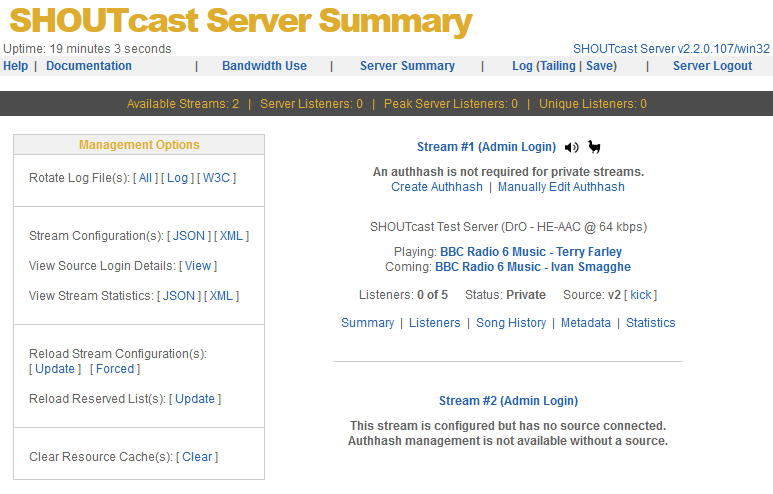 SHOUTcast Server Summary
Uptime: 19 minutes 3 seconds
SHOUTcast Server v2.2.0.107/win32
Help | Documentation | Bandwidth Use | Server Summary | Log (Tailing | Save) | Server Logout
Available Streams: 2 | Server Listeners: 0 | Peak Server Listeners: 0 | Unique Listeners: 0
Management Options
Rotate Log File(s): [ All ] [ Log ] [ W3C ]
Stream Configuration(s): [ JSON ] [ XML ]
View Source Login Details: [ View ]
View Stream Statistics: [ JSON ] [ XML ]
Reload Stream Configuration(s):
[ Update ] [ Forced ]
Reload Reserved List(s): [ Update ]
Clear Resource Cache(s): [ Clear ]
Stream #1 (Admin Login)
An authhash is not required for private streams.
Create Authhash | Manually Edit Authhash
SHOUTcast Test Server (DrO - HE-AAC @ 64 kbps)
Playing: BBC Radio 6 Music - Terry Farley
Coming: BBC Radio 6 Music - Ivan Smagghe
Listeners: 0 of 5 Status: Private Source: v2 [ kick ]
Summary | Listeners | Song History | Metadata | Statistics
Stream #2 (Admin Login)
This stream is configured but has no source connected.
Authhash management is not available without a source.